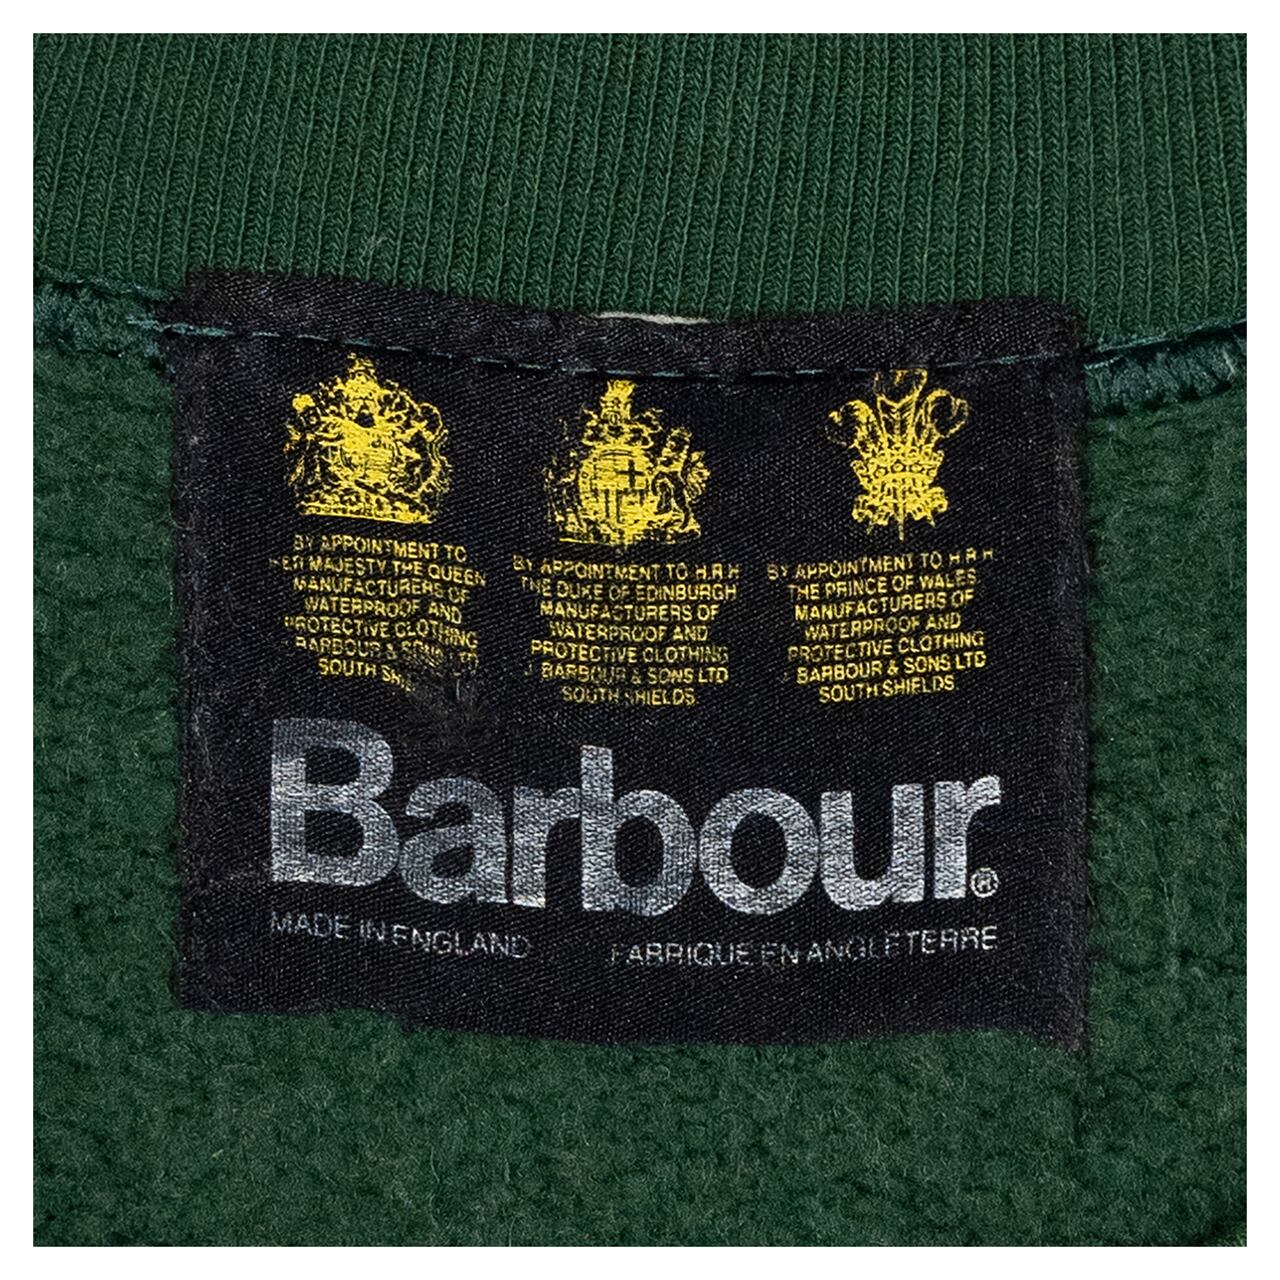 BY APPOINTMENT TO
HER MAJESTY THE QUEEN
MANUFACTURERS OF
WATERPROOF AND
PROTECTIVE CLOTHING
BARBOUR & SONS LTD
SOUTH
BY APPOINTMENT TO H.R.H
THE DUKE OF EDINBURGH
MANUFACTURERS OF
WATERPROOF AND
PROTECTIVE CLOTHING
J BARBOUR & SONS LTD
SOUTH SHIELDS
BY APPOINTMENT TO H.R.H
THE PRINCE OF WALES
MANUFACTURERS OF
WATERPROOF AND
PROTECTIVE CLOTHING
BARBOUR & SONS LTD
SOUTH SHIELDS
Barbour®
MADE IN ENGLAND
FABRIQUE EN ANGLETERRE